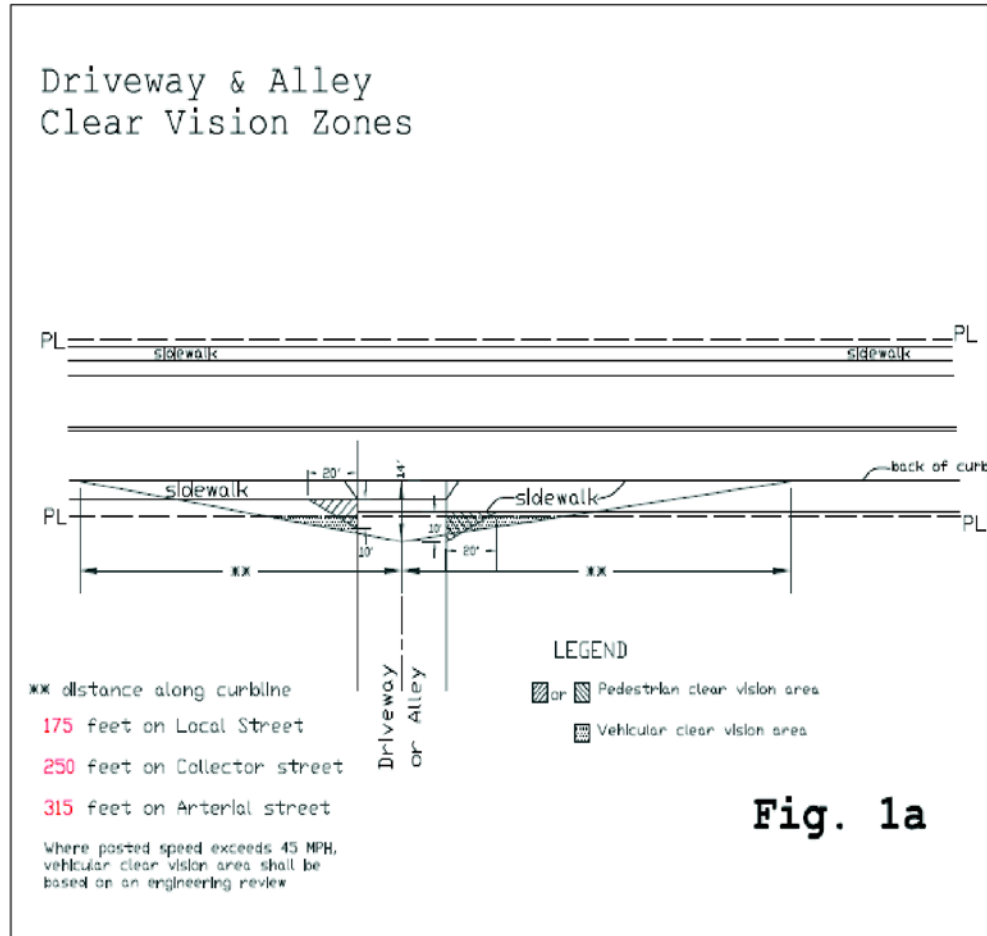 Driveway & Alley
Clear Vision Zones
PL
PL
sidewalk
sidewalk
20'
14'
back of curb
sidewalk
sidewalk
PL
10'
PL
10'
20'
**
**
LEGEND
** distance along curbline
or Pedestrian clear vision area
175 feet on Local Street
Vehicular clear vision area
250 feet on Collector street
315 feet on Arterial street
Driveway
or Alley
Where posted speed exceeds 45 MPH,
vehicular clear vision area shall be
based on an engineering review
Fig. 1a